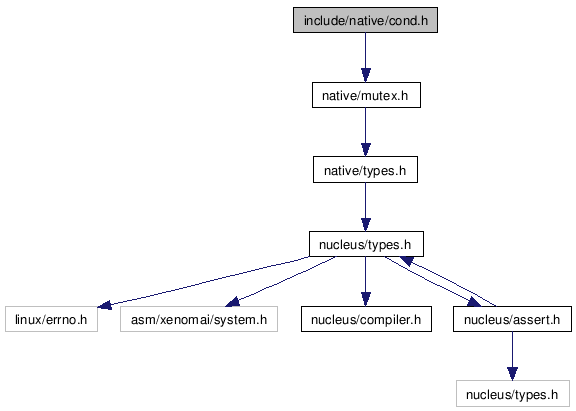 include/native/cond.h
native/mutex.h
native/types.h
nucleus/types.h
linux/errno.h
asm/xenomai/system.h
nucleus/compiler.h
nucleus/assert.h
nucleus/types.h